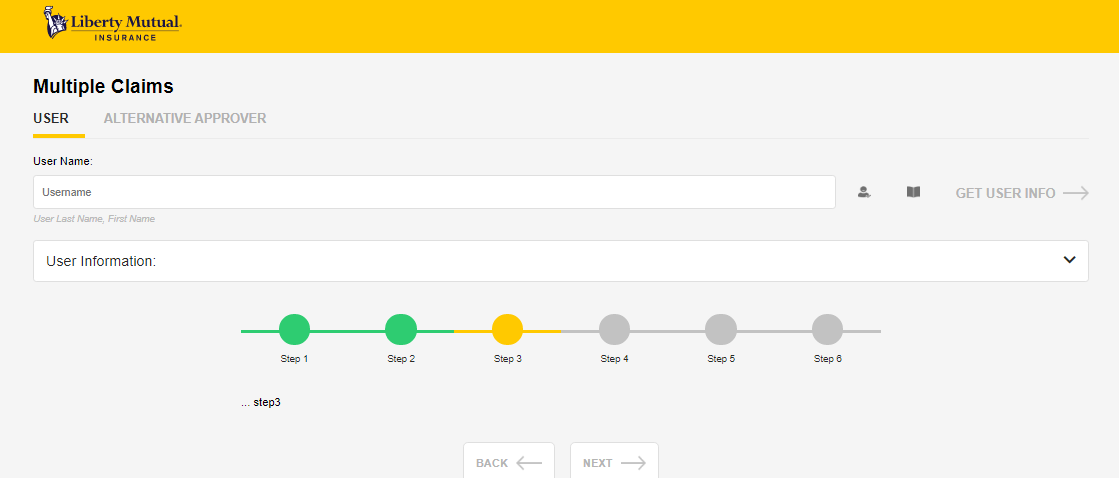 Liberty Mutual.
INSURANCE
Multiple Claims
USER ALTERNATIVE APPROVER
User Name:
Username
GET USER INFO
User Last Name, First Name
User Information:
Step 1 Step 2 Step 3 Step 4 Step 5 Step 6
... step3
BACK NEXT